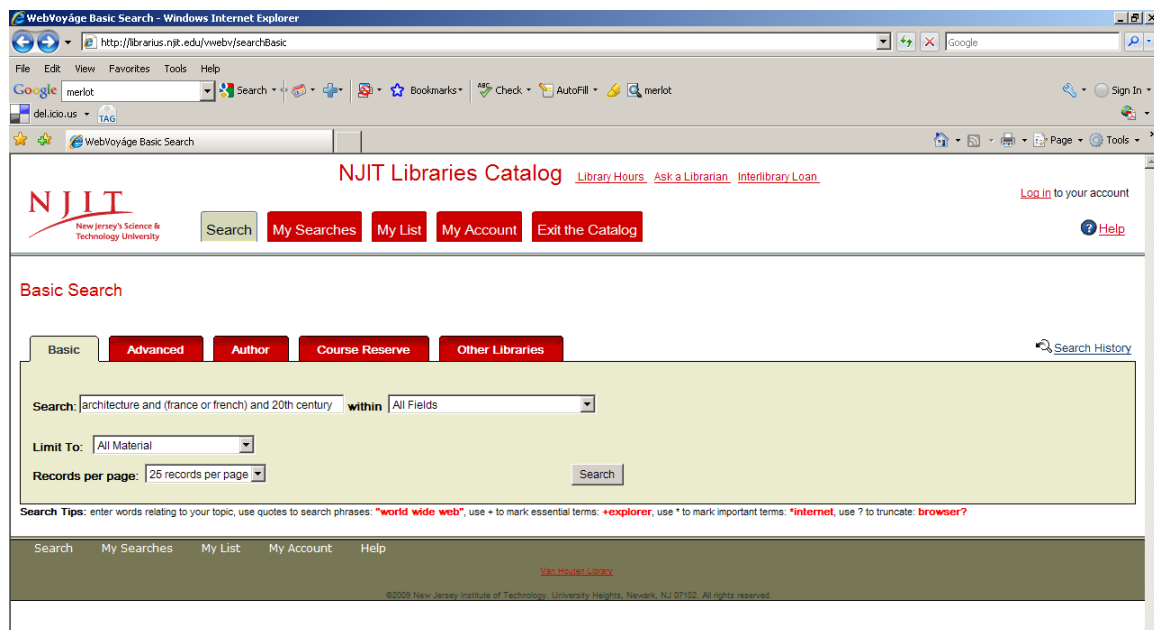 WebVoyáge Basic Search - Windows Internet Explorer
http://librarius.njit.edu/vwebv/searchBasic
Google
File Edit View Favorites Tools Help
Google merlot Search Bookmarks ABC Check AutoFill merlot Sign In
del.icio.us TAG
WebVoyáge Basic Search Page Tools
NJIT Libraries Catalog Library Hours Ask a Librarian Interlibrary Loan
Log in to your account
NJIT
New Jersey's Science &
Technology University
Search My Searches My List My Account Exit the Catalog
Help
Basic Search
Basic Advanced Author Course Reserve Other Libraries
Search History
Search: architecture and (france or french) and 20th century within All Fields
Limit To: All Material
Records per page: 25 records per page Search
Search Tips: enter words relating to your topic, use quotes to search phrases: "world wide web", use + to mark essential terms: +explorer, use * to mark important terms: *internet, use ? to truncate: browser?
Search My Searches My List My Account Help
Van Houten Library
©2009 New Jersey Institute of Technology. University Heights, Newark, NJ 07102. All rights reserved.